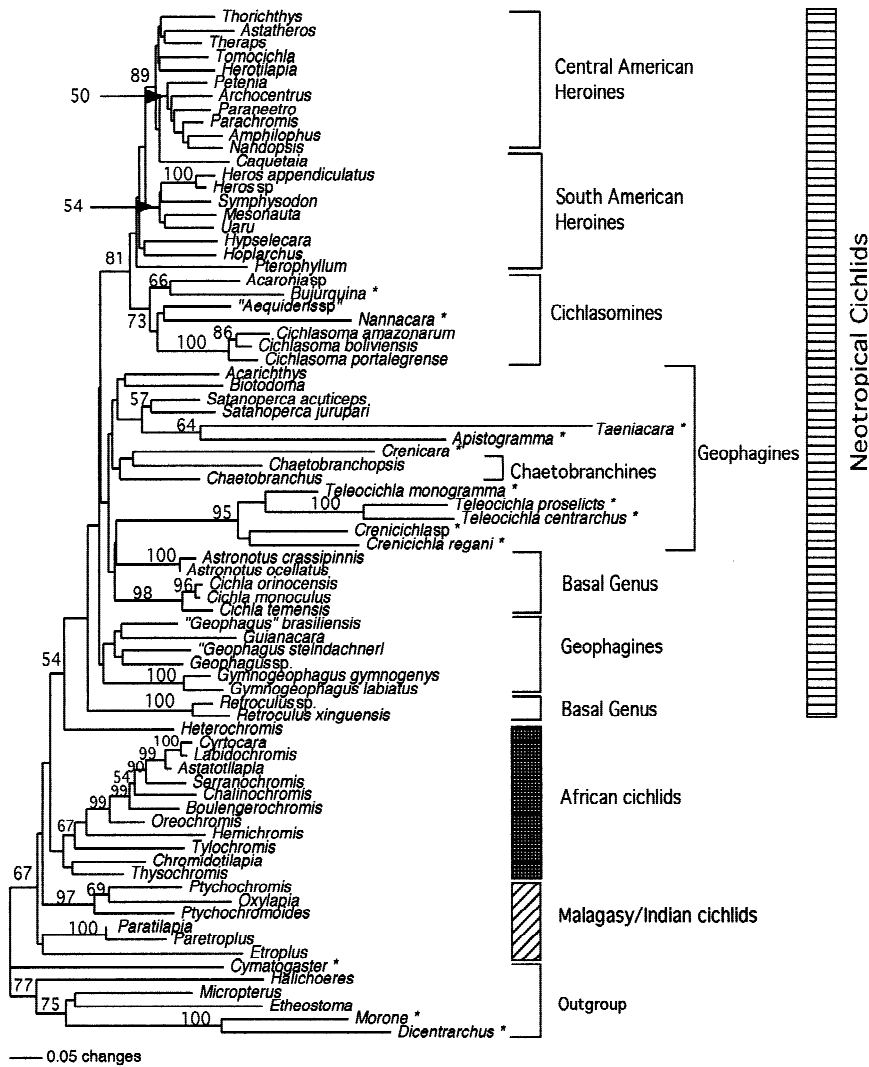 Thorichthys
Astatheros
Theraps
Tomocichla
Herotilapia
89
Petenia
50
Archocentrus
Paraneetro
Parachromis
Amphilophus
Nandopsis
Central American
Heroines
Caquetaia
100
Heros appendiculatus
Heros sp
Symphysodon
54
Mesonauta
Uaru
Hypselecara
Hoplarchus
Pterophyllum
South American
Heroines
81
Acaronia sp
66
Bujurquina *
"Aequidens sp"
73
Nannacara *
86
Cichlasoma amazonarum
100
Cichlasoma boliviensis
Cichlasoma portalegrense
Cichlasomines
Acarichthys
Biotodoma
57
Satanoperca acuticeps
Satanoperca jurupari
64
Taeniacara *
Apistogramma *
Crenicara *
Chaetobranchopsis
Chaetobranchus
Chaetobranchines
Geophagines
Teleocichla monogramma *
95
100
Teleocichla proselicts *
Teleocichla centrarchus *
Crenicichla sp *
Crenicichla regani *
100
Astronotus crassipinnis
Astronotus ocellatus
96
Cichla orinocensis
98
Cichla monoculus
Cichla temensis
Basal Genus
"Geophagus" brasiliensis
Guianacara
"Geophagus steindachnerl
Geophagus sp.
100
Gymnogeophagus gymnogenys
Gymnogeophagus labiatus
Geophagines
54
100
Retroculus sp.
Retroculus xinguensis
Basal Genus
Neotropical Cichlids
Heterochromis
100
Cyrtocara
99
Labidochromis
90
Astatotilapia
54
Serranochromis
99
Chalinochromis
99
Boulengerochromis
Oreochromis
67
Hemichromis
Tylochromis
Chromidotilapia
Thysochromis
African cichlids
67
69
Ptychochromis
97
Oxylapia
Ptychochromoides
100
Paratilapia
Paretroplus
Etroplus
Malagasy/Indian cichlids
Cymatogaster *
77
Halichoeres
Micropterus
75
Etheostoma
100
Morone *
Dicentrarchus *
Outgroup
0.05 changes